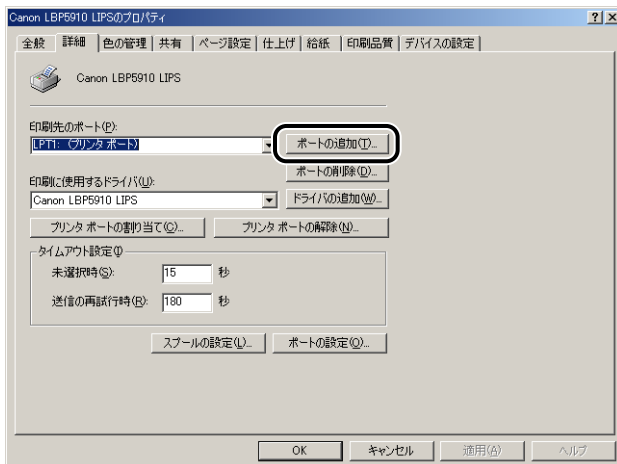 Canon LBP5910 LIPSのプロパティ
全般 詳細 色の管理 共有 ページ設定 仕上げ 給紙 印刷品質 デバイスの設定
Canon LBP5910 LIPS
印刷先のポート(P):
LPT1: (プリンタ ポート) ポートの追加(T)...
ポートの削除(D)...
印刷に使用するドライバ(U):
Canon LBP5910 LIPS ドライバの追加(W)...
プリンタ ポートの割り当て(C)... プリンタ ポートの解除(N)...
タイムアウト設定(I)
未選択時(S): 15 秒
送信の再試行時(R): 180 秒
スプールの設定(L)... ポートの設定(O)...
OK キャンセル 適用(A) ヘルプ